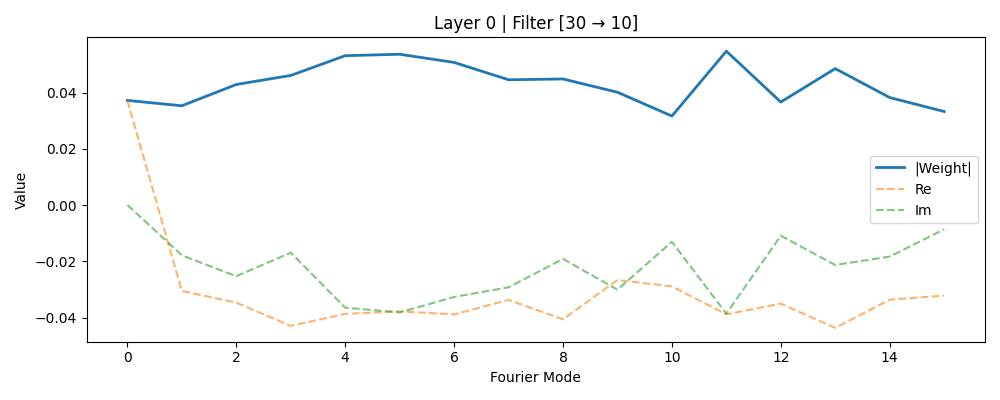 Layer 0 | Filter [30 → 10]
Value
0.04
0.02
0.00
−0.02
−0.04
|Weight|
Re
Im
0 2 4 6 8 10 12 14
Fourier Mode